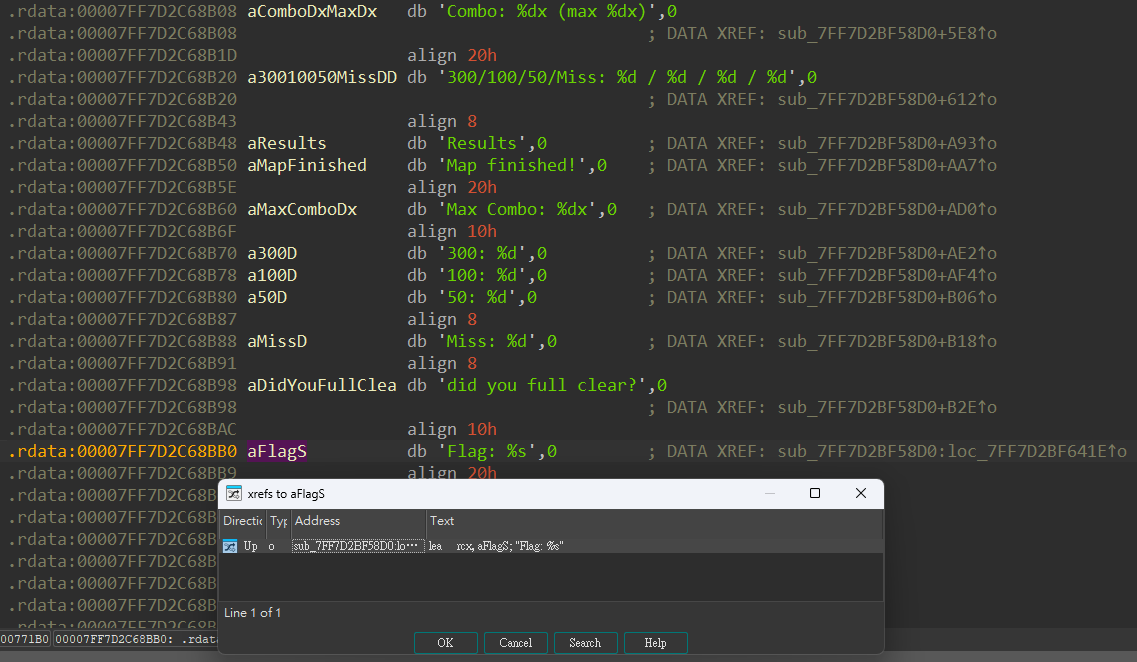 .rdata:00007FF7D2C68B08 aComboDxMaxDx db 'Combo: %dx (max %dx)',0
.rdata:00007FF7D2C68B08 ; DATA XREF: sub_7FF7D2BF58D0+5E8↑o
.rdata:00007FF7D2C68B1D align 20h
.rdata:00007FF7D2C68B20 a30010050MissDD db '300/100/50/Miss: %d / %d / %d / %d',0
.rdata:00007FF7D2C68B20 ; DATA XREF: sub_7FF7D2BF58D0+612↑o
.rdata:00007FF7D2C68B43 align 8
.rdata:00007FF7D2C68B48 aResults db 'Results',0 ; DATA XREF: sub_7FF7D2BF58D0+A93↑o
.rdata:00007FF7D2C68B50 aMapFinished db 'Map finished!',0 ; DATA XREF: sub_7FF7D2BF58D0+AA7↑o
.rdata:00007FF7D2C68B5E align 20h
.rdata:00007FF7D2C68B60 aMaxComboDx db 'Max Combo: %dx',0 ; DATA XREF: sub_7FF7D2BF58D0+AD0↑o
.rdata:00007FF7D2C68B6F align 10h
.rdata:00007FF7D2C68B70 a300D db '300: %d',0 ; DATA XREF: sub_7FF7D2BF58D0+AE2↑o
.rdata:00007FF7D2C68B78 a100D db '100: %d',0 ; DATA XREF: sub_7FF7D2BF58D0+AF4↑o
.rdata:00007FF7D2C68B80 a50D db '50: %d',0 ; DATA XREF: sub_7FF7D2BF58D0+B06↑o
.rdata:00007FF7D2C68B87 align 8
.rdata:00007FF7D2C68B88 aMissD db 'Miss: %d',0 ; DATA XREF: sub_7FF7D2BF58D0+B18↑o
.rdata:00007FF7D2C68B91 align 8
.rdata:00007FF7D2C68B98 aDidYouFullClea db 'did you full clear?',0
.rdata:00007FF7D2C68B98 ; DATA XREF: sub_7FF7D2BF58D0+B2E↑o
.rdata:00007FF7D2C68BAC align 10h
.rdata:00007FF7D2C68BB0 aFlagS db 'Flag: %s',0 ; DATA XREF: sub_7FF7D2BF58D0:loc_7FF7D2BF641E↑o
.rdata:00007FF7D2C68BB9 align 20h
.rdata:00007FF7D2C68B
.rdata:00007FF7D2C68B
.rdata:00007FF7D2C68B
.rdata:00007FF7D2C68B
.rdata:00007FF7D2C68B
.rdata:00007FF7D2C68B
.rdata:00007FF7D2C68B
00771B0 00007FF7D2C68BB0: .rdat
xrefs to aFlagS
Directic Typ Address Text
Up o sub_7FF7D2BF58D0:lo… lea rcx, aFlagS; "Flag: %s"
Line 1 of 1
OK Cancel Search Help